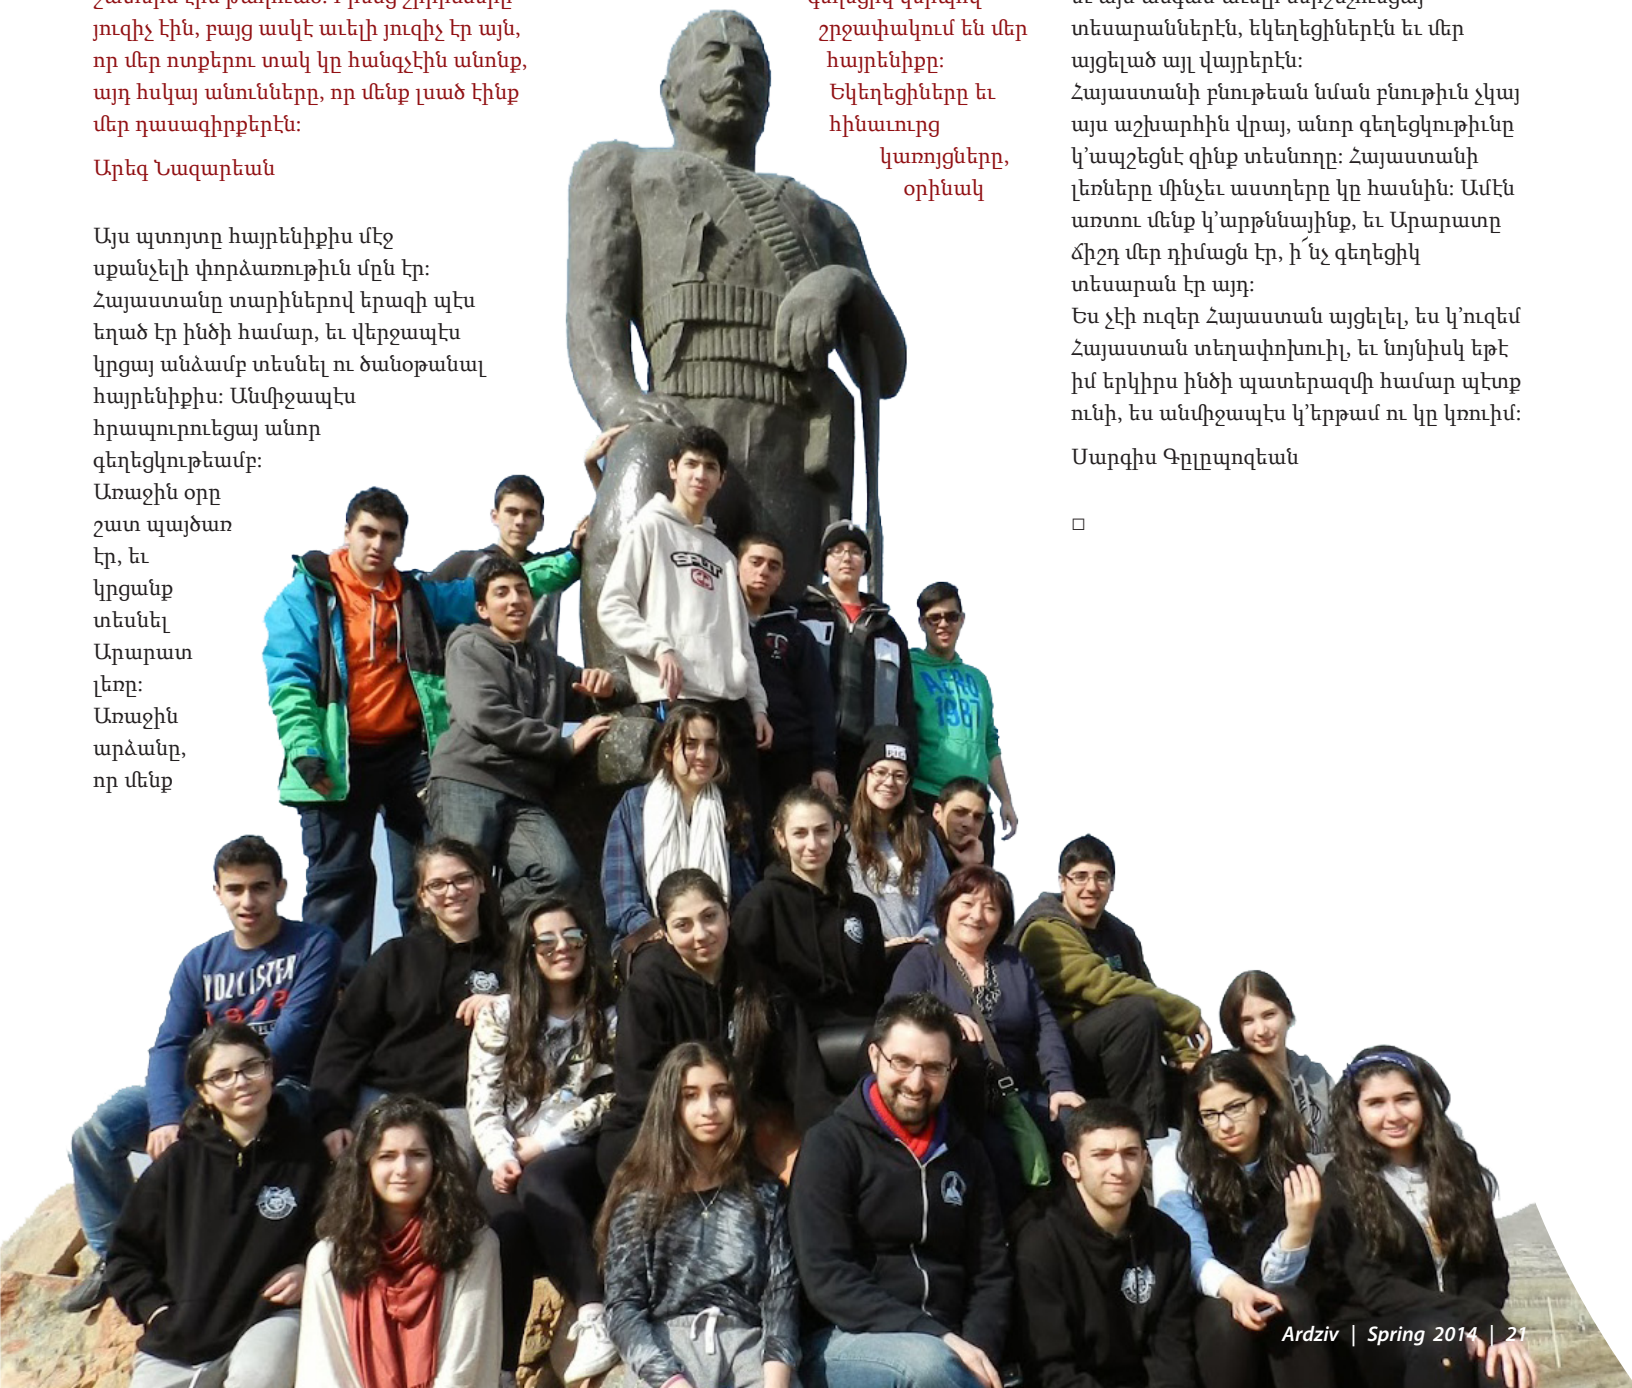 յուզիչ էին, բայց ասկէ աւելի յուզիչ էր այն,
որ մեր ոտքերու տակ կը հանգչէին անոնք,
այդ հսկայ անունները, որ մենք լսած էինք
մեր դասագիրքերէն։
Արեգ Նազարեան
Այս պտոյտը հայրենիքիս մէջ
սքանչելի փորձառութիւն մըն էր։
Հայաստանը տարիներով երազի պէս
եղած էր ինծի համար, եւ վերջապէս
կրցայ անձամբ տեսնել ու ծանօթանալ
հայրենիքիս։ Անմիջապէս
հրապուրուեցայ անոր
գեղեցկութեամբ։
Առաջին օրը
շատ պայծառ
էր, եւ
կրցանք
տեսնել
Արարատ
լեռը։
Առաջին
արձանը,
որ մենք
շրջափակում են մեր
հայրենիքը։
Եկեղեցիները եւ
հինաւուրց
կառոյցները,
օրինակ
տեսարաններէն, եկեղեցիներէն եւ մեր
այցելած այլ վայրերէն։
Հայաստանի բնութեան նման բնութիւն չկայ
այս աշխարհին վրայ, անոր գեղեցկութիւնը
կ՚ապշեցնէ զինք տեսնողը։ Հայաստանի
լեռները մինչեւ աստղերը կը հասնին։ Ամէն
առտու մենք կ՚արթննայինք, եւ Արարատը
ճիշդ մեր դիմացն էր, ի՜նչ գեղեցիկ
տեսարան էր այդ։
Ես չէի ուզեր Հայաստան այցելել, ես կ՚ուզեմ
Հայաստան տեղափոխուիլ, եւ նոյնիսկ եթէ
իմ երկիրս ինծի պատերազմի համար պէտք
ունի, ես անմիջապէս կ՚երթամ ու կը կռուիմ։
Սարգիս Գըլըպոզեան
SPLIT
AERO
1987
Ardziv | Spring 2014 | 21